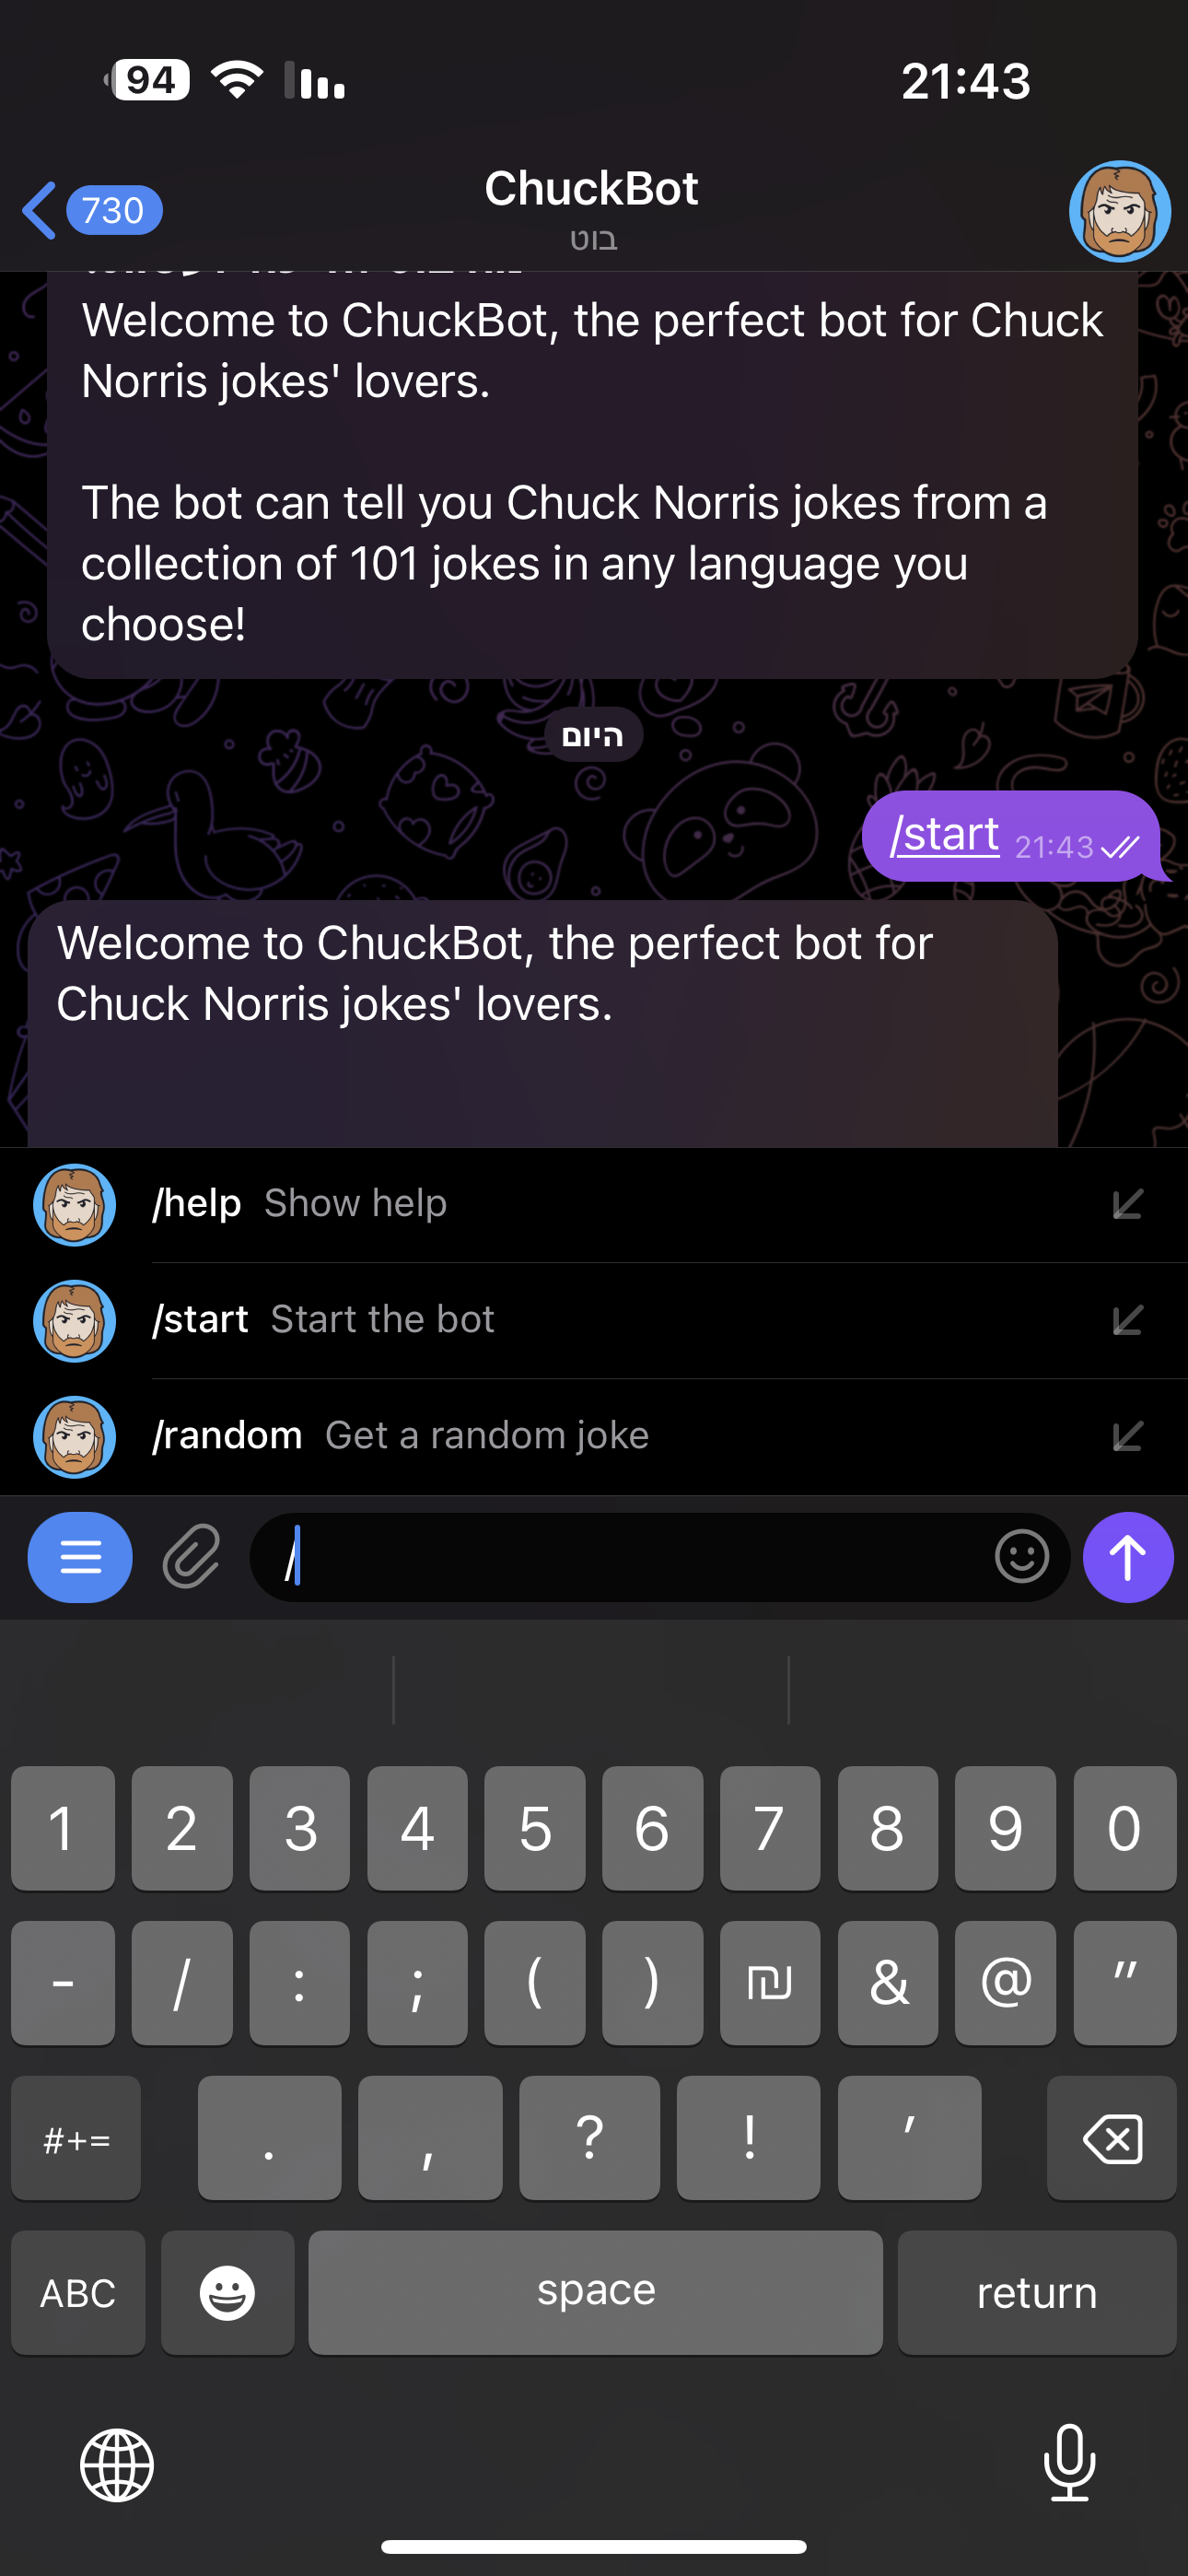 94
21:43
730
ChuckBot
בוט
Welcome to ChuckBot, the perfect bot for Chuck
Norris jokes' lovers.
The bot can tell you Chuck Norris jokes from a
collection of 101 jokes in any language you
choose!
היום
/start 21:43
Welcome to ChuckBot, the perfect bot for
Chuck Norris jokes' lovers.
/help Show help
/start Start the bot
/random Get a random joke
/
1 2 3 4 5 6 7 8 9 0
- / : ; ( ) ₪ & @ "
#+= . , ? ! '
ABC space return